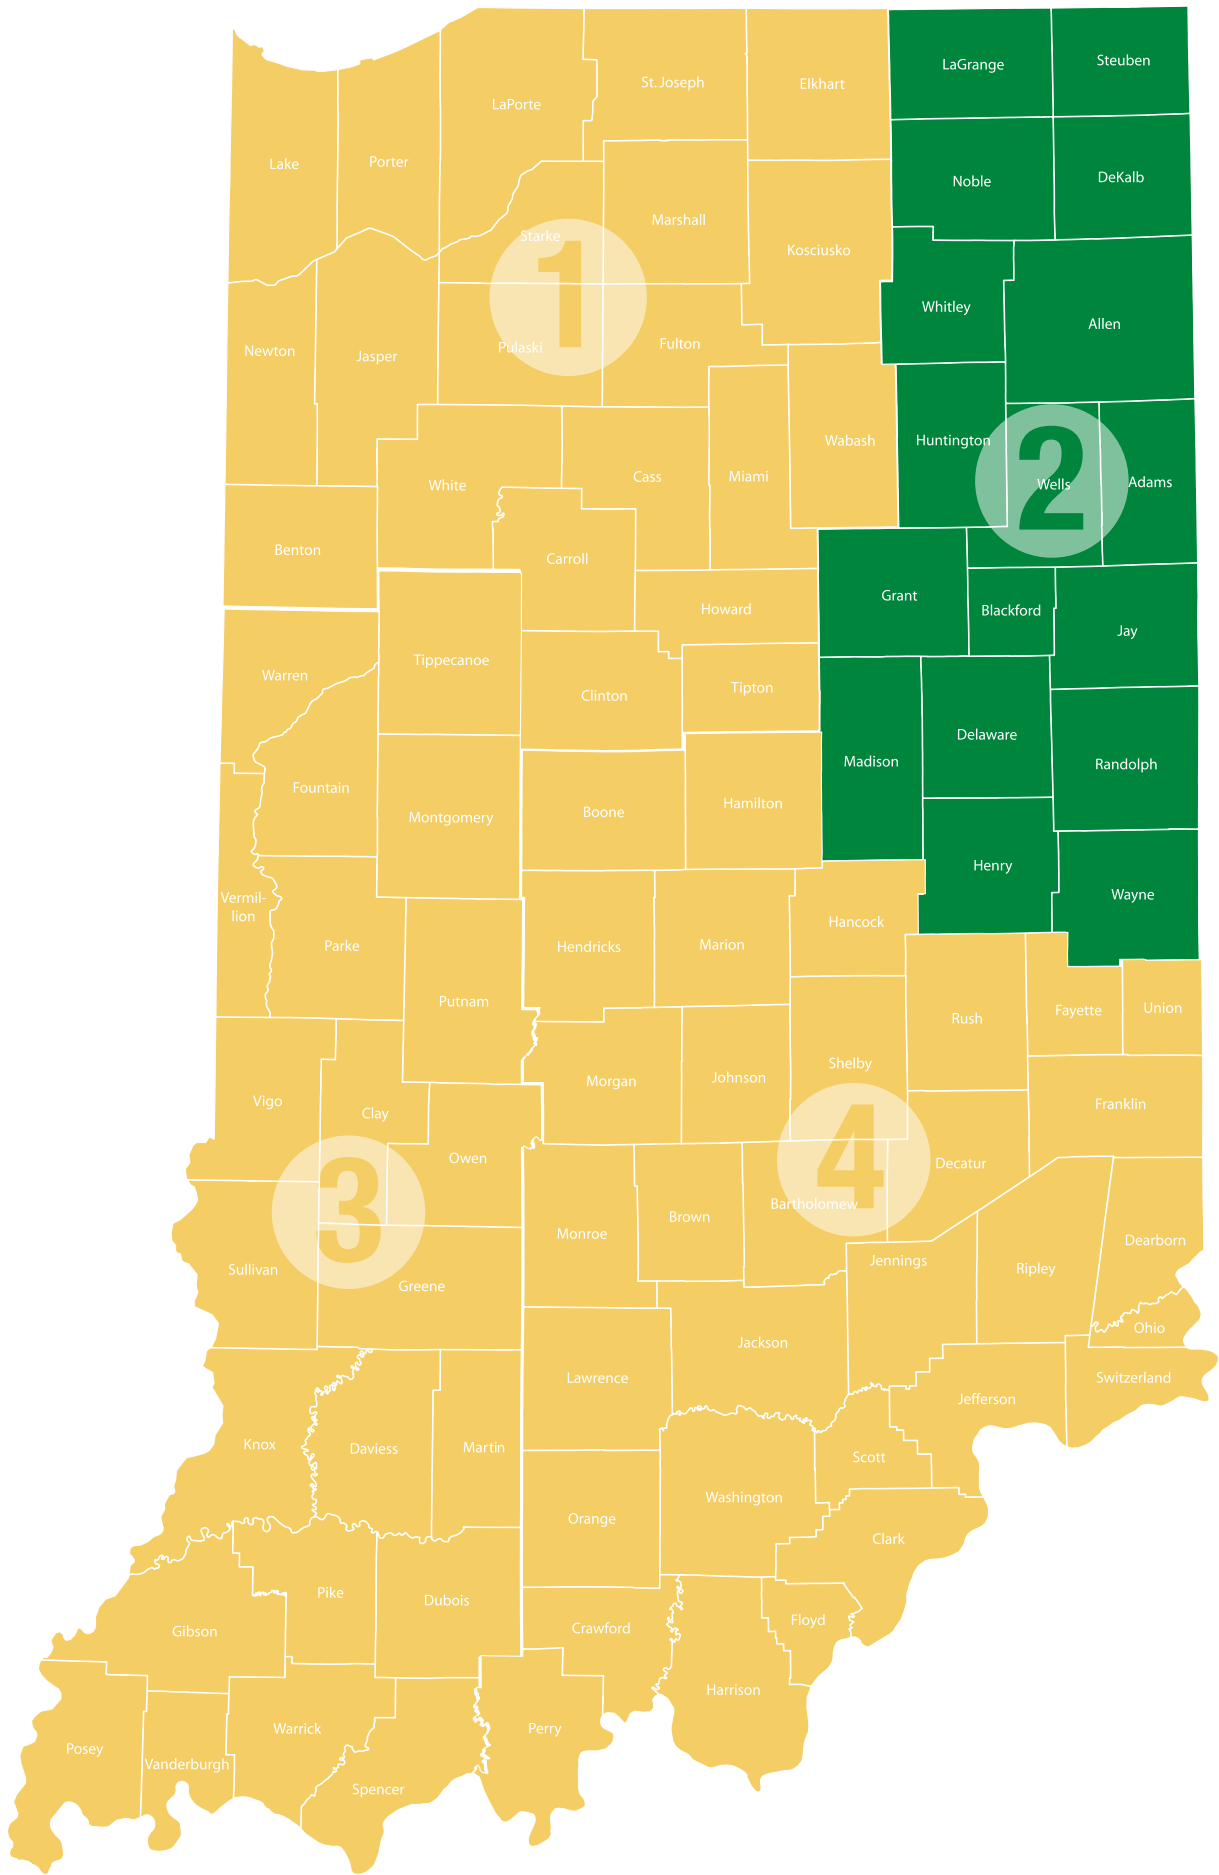 LaGrange
Steuben
St. Joseph
Elkhart
LaPorte
Lake
Porter
Noble
DeKalb
Marshall
Starke
Kosciusko
1
Whitley
Allen
Newton
Jasper
Pulaski
Fulton
Wabash
Huntington
2
White
Cass
Miami
Wells
Adams
Benton
Carroll
Grant
Howard
Blackford
Jay
Tippecanoe
Warren
Clinton
Tipton
Delaware
Madison
Randolph
Fountain
Montgomery
Boone
Hamilton
Henry
Wayne
Vermil-
lion
Hancock
Parke
Hendricks
Marion
Putnam
Rush
Fayette
Union
Shelby
Morgan
Johnson
Vigo
Clay
Franklin
Owen
4
Decatur
3
Brown
Bartholomew
Monroe
Dearborn
Sullivan
Greene
Jennings
Ripley
Ohio
Jackson
Lawrence
Switzerland
Jefferson
Knox
Daviess
Martin
Scott
Washington
Orange
Clark
Pike
Dubois
Gibson
Crawford
Floyd
Harrison
Warrick
Perry
Posey
Vanderburgh
Spencer